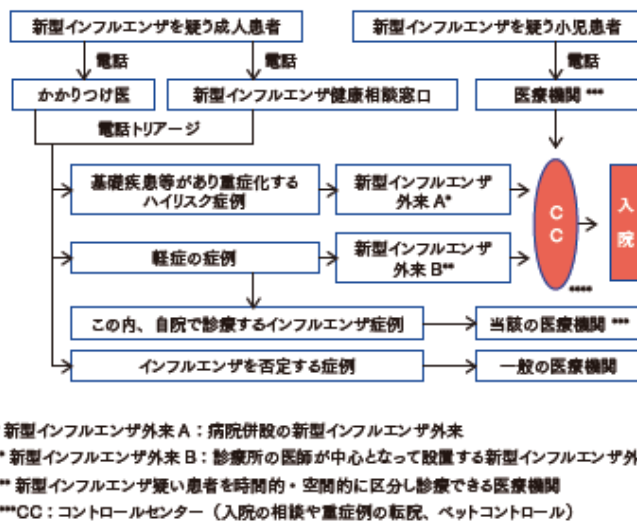 新型インフルエンザを疑う成人患者
新型インフルエンザを疑う小児患者
電話
電話
電話
かかりつけ医
新型インフルエンザ健康相談窓口
医療機関 ***
電話トリアージ
基礎疾患等があり重症化する
ハイリスク症例
新型インフルエンザ
外来 A*
CC
入院
軽症の症例
新型インフルエンザ
外来 B**
****
この内、自院で診療するインフルエンザ症例
当該の医療機関 ***
インフルエンザを否定する症例
一般の医療機関
新型インフルエンザ外来 A：病院併設の新型インフルエンザ外来
* 新型インフルエンザ外来 B：診療所の医師が中心となって設置する新型インフルエンザ外
** 新型インフルエンザ疑い患者を時間的・空間的に区分し診療できる医療機関
***CC：コントロールセンター（入院の相談や重症例の転院、ベットコントロール）